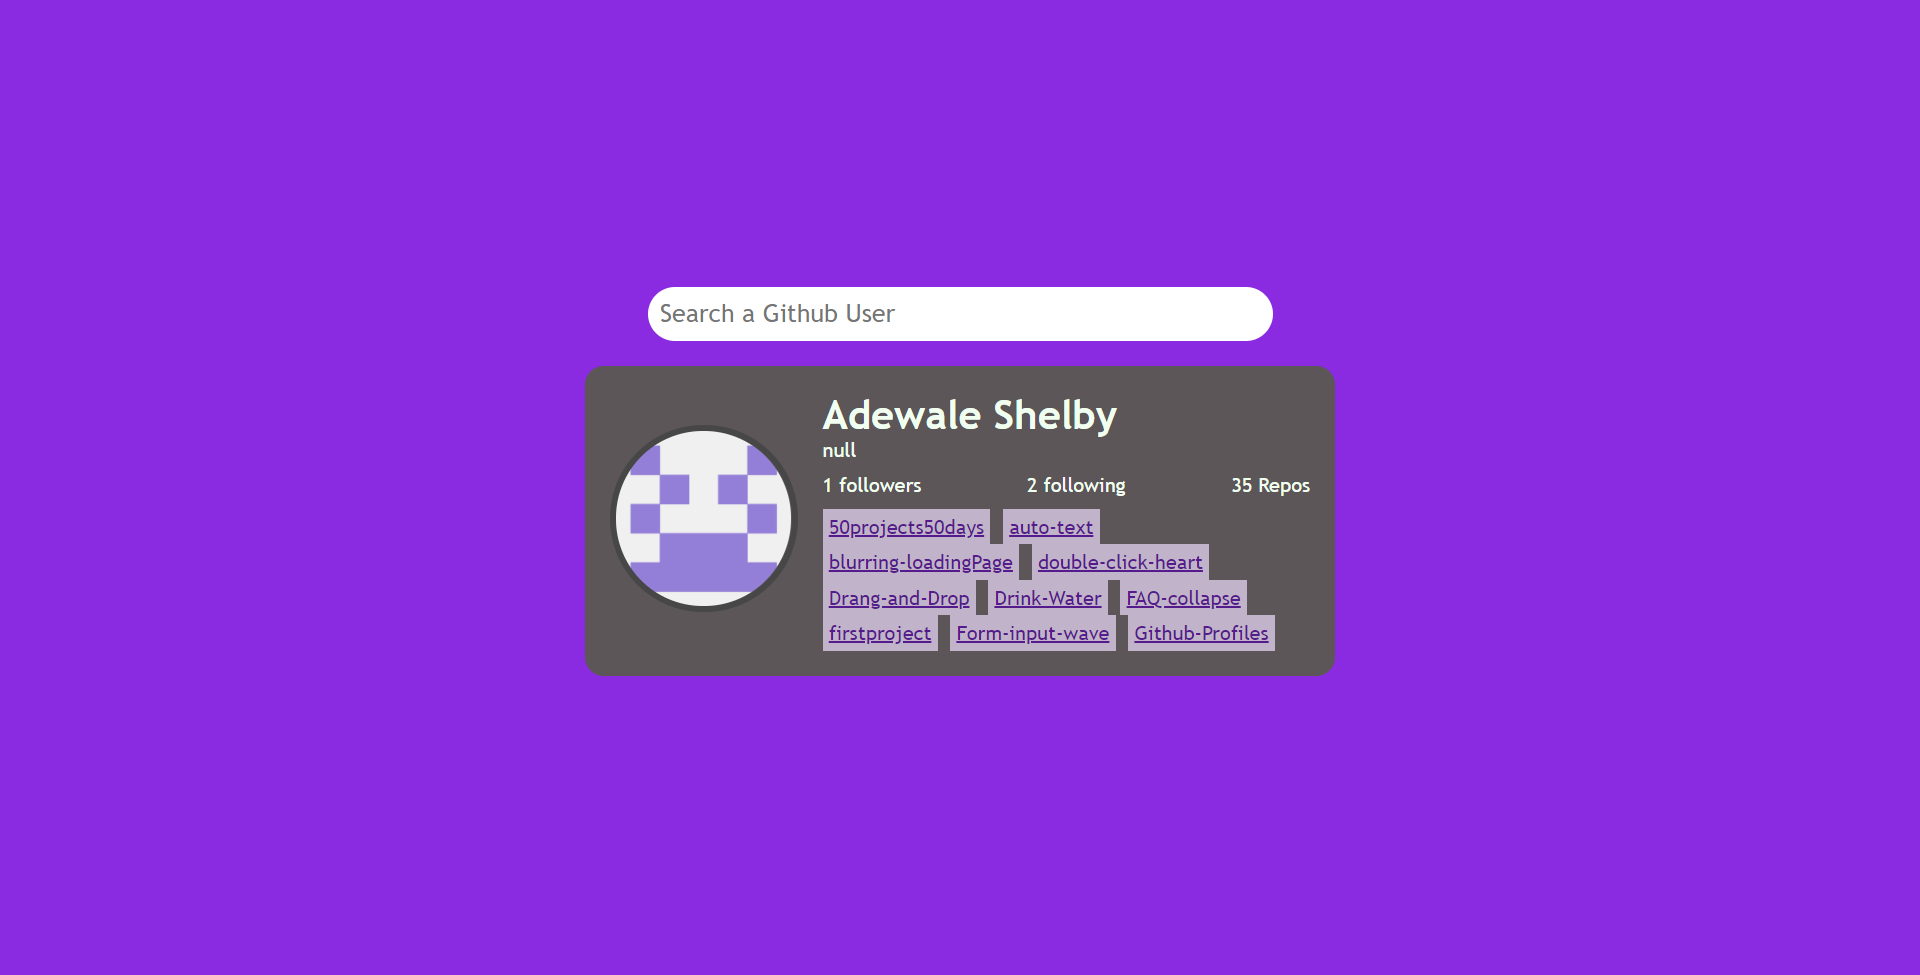 Search a Github User
Adewale Shelby
null
1 followers 2 following 35 Repos
50projects50days auto-text
blurring-loadingPage double-click-heart
Drang-and-Drop Drink-Water FAQ-collapse
firstproject Form-input-wave Github-Profiles